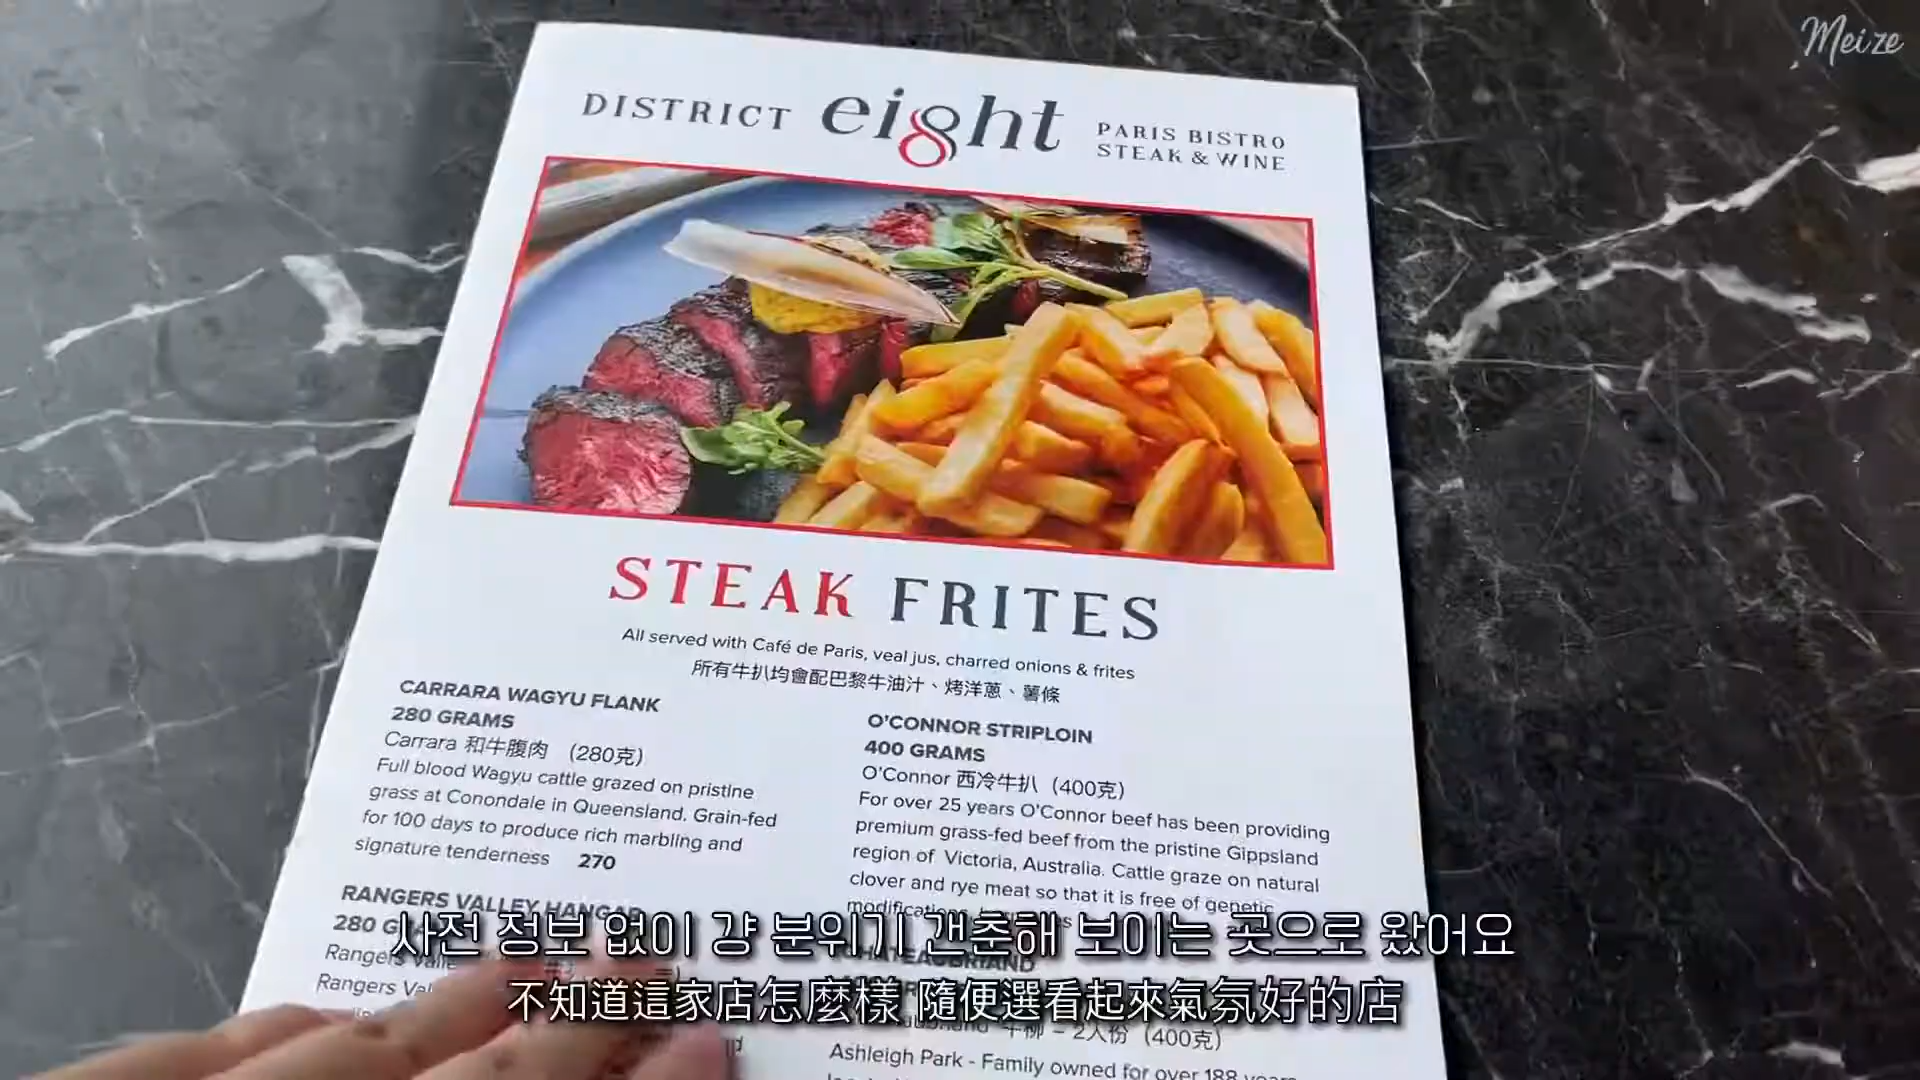 Meize
DISTRICT eight PARIS BISTRO
STEAK & WINE
STEAK FRITES
All served with Café de Paris, veal jus, charred onions & frites
所有牛扒均會配巴黎牛油汁、烤洋蔥、薯條
CARRARA WAGYU FLANK
280 GRAMS
Carrara 和牛腹肉 (280克)
Full blood Wagyu cattle grazed on pristine
grass at Conondale in Queensland. Grain-fed
for 100 days to produce rich marbling and
signature tenderness 270
RANGERS VALLEY HANGAR
280
Rangers
Rangers
O'CONNOR STRIPLOIN
400 GRAMS
O'Connor 西冷牛扒 (400克)
For over 25 years O'Connor beef has been providing
premium grass-fed beef from the pristine Gippsland
region of Victoria, Australia. Cattle graze on natural
clover and rye meat so that it is free of genetic
CHATEAUBRIAND
牛柳 – 2人份 (400克)
Ashleigh Park - Family owned for over 188 years
사전 정보 없이 걍 분위기 갠춘해 보이는 곳으로 왔어요
不知道這家店怎麼樣 隨便選看起來氣氛好的店